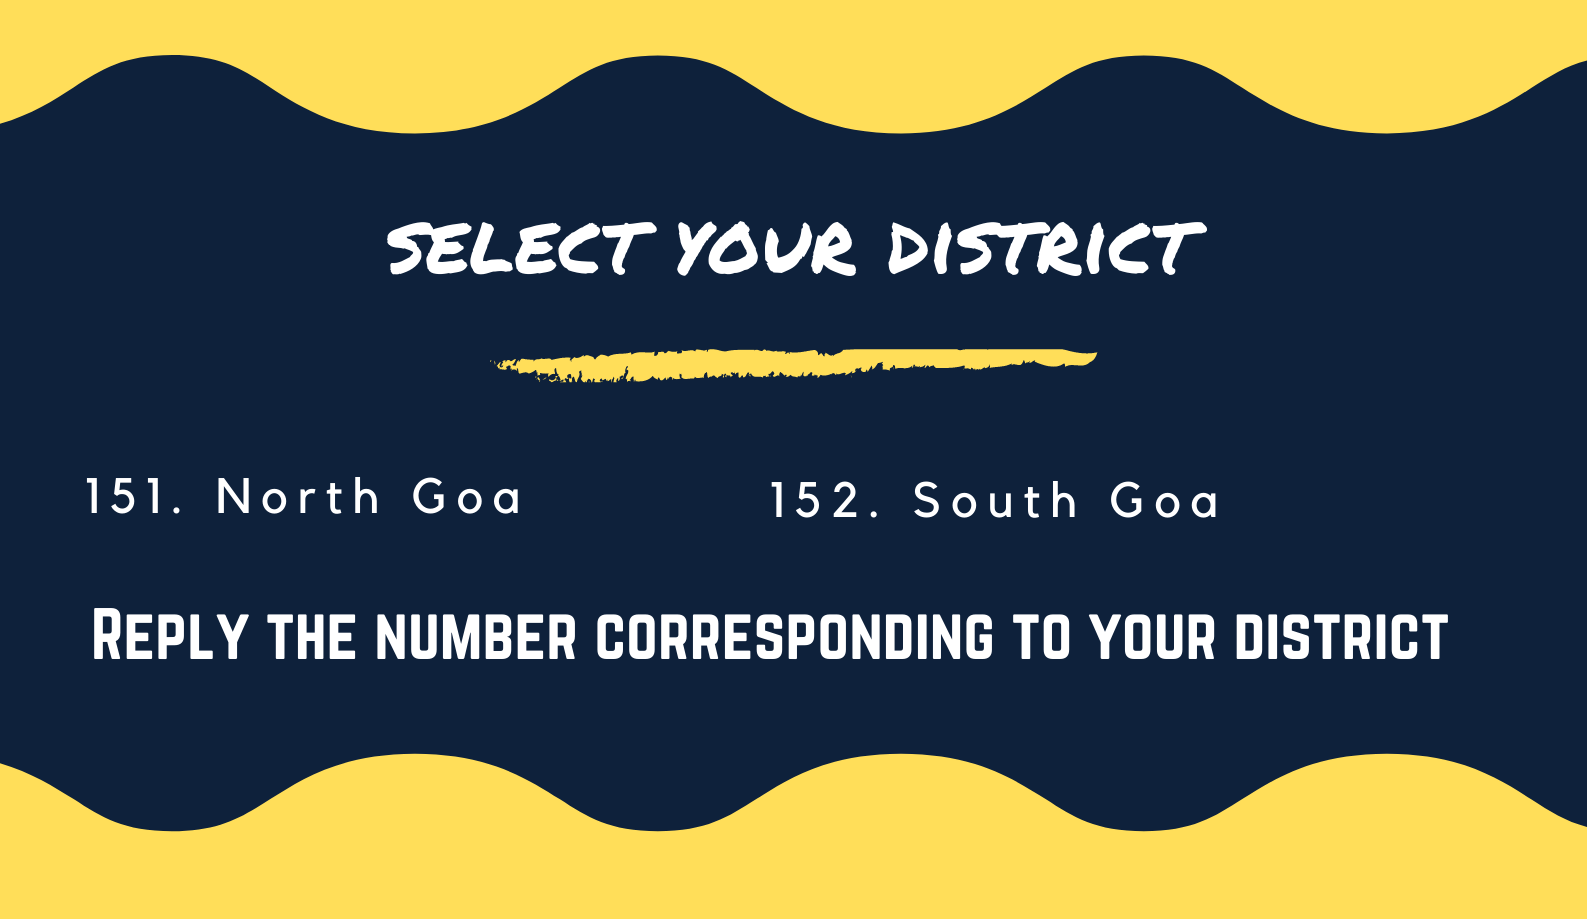 SELECT YOUR DISTRICT
151. North Goa 152. South Goa
REPLY THE NUMBER CORRESPONDING TO YOUR DISTRICT